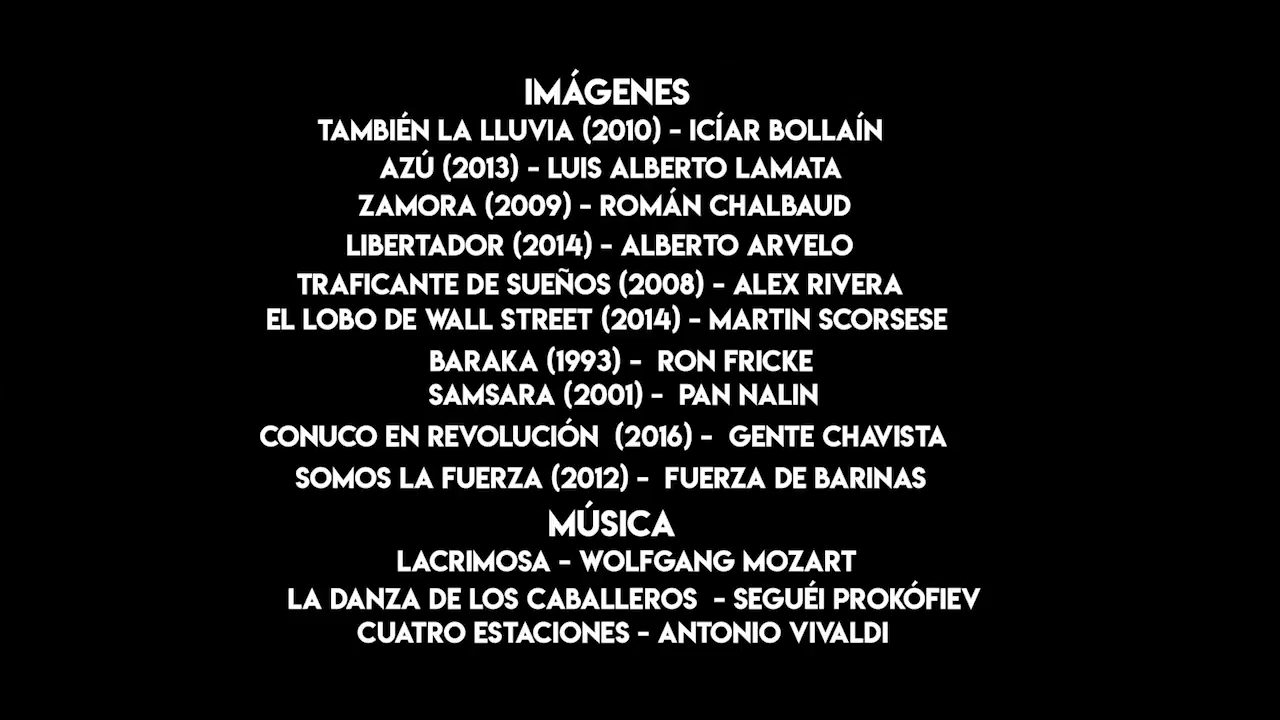 IMÁGENES
TAMBIÉN LA LLUVIA (2010) - ICÍAR BOLLAÍN
AZÚ (2013) - LUIS ALBERTO LAMATA
ZAMORA (2009) - ROMÁN CHALBAUD
LIBERTADOR (2014) - ALBERTO ARVELO
TRAFICANTE DE SUEÑOS (2008) - ALEX RIVERA
EL LOBO DE WALL STREET (2014) - MARTIN SCORSESE
BARAKA (1993) - RON FRICKE
SAMSARA (2001) - PAN NALIN
CONUCO EN REVOLUCIÓN (2016) - GENTE CHAVISTA
SOMOS LA FUERZA (2012) - FUERZA DE BARINAS
MÚSICA
LACRIMOSA - WOLFGANG MOZART
LA DANZA DE LOS CABALLEROS - SEGUÉI PROKÓFIEV
CUATRO ESTACIONES - ANTONIO VIVALDI